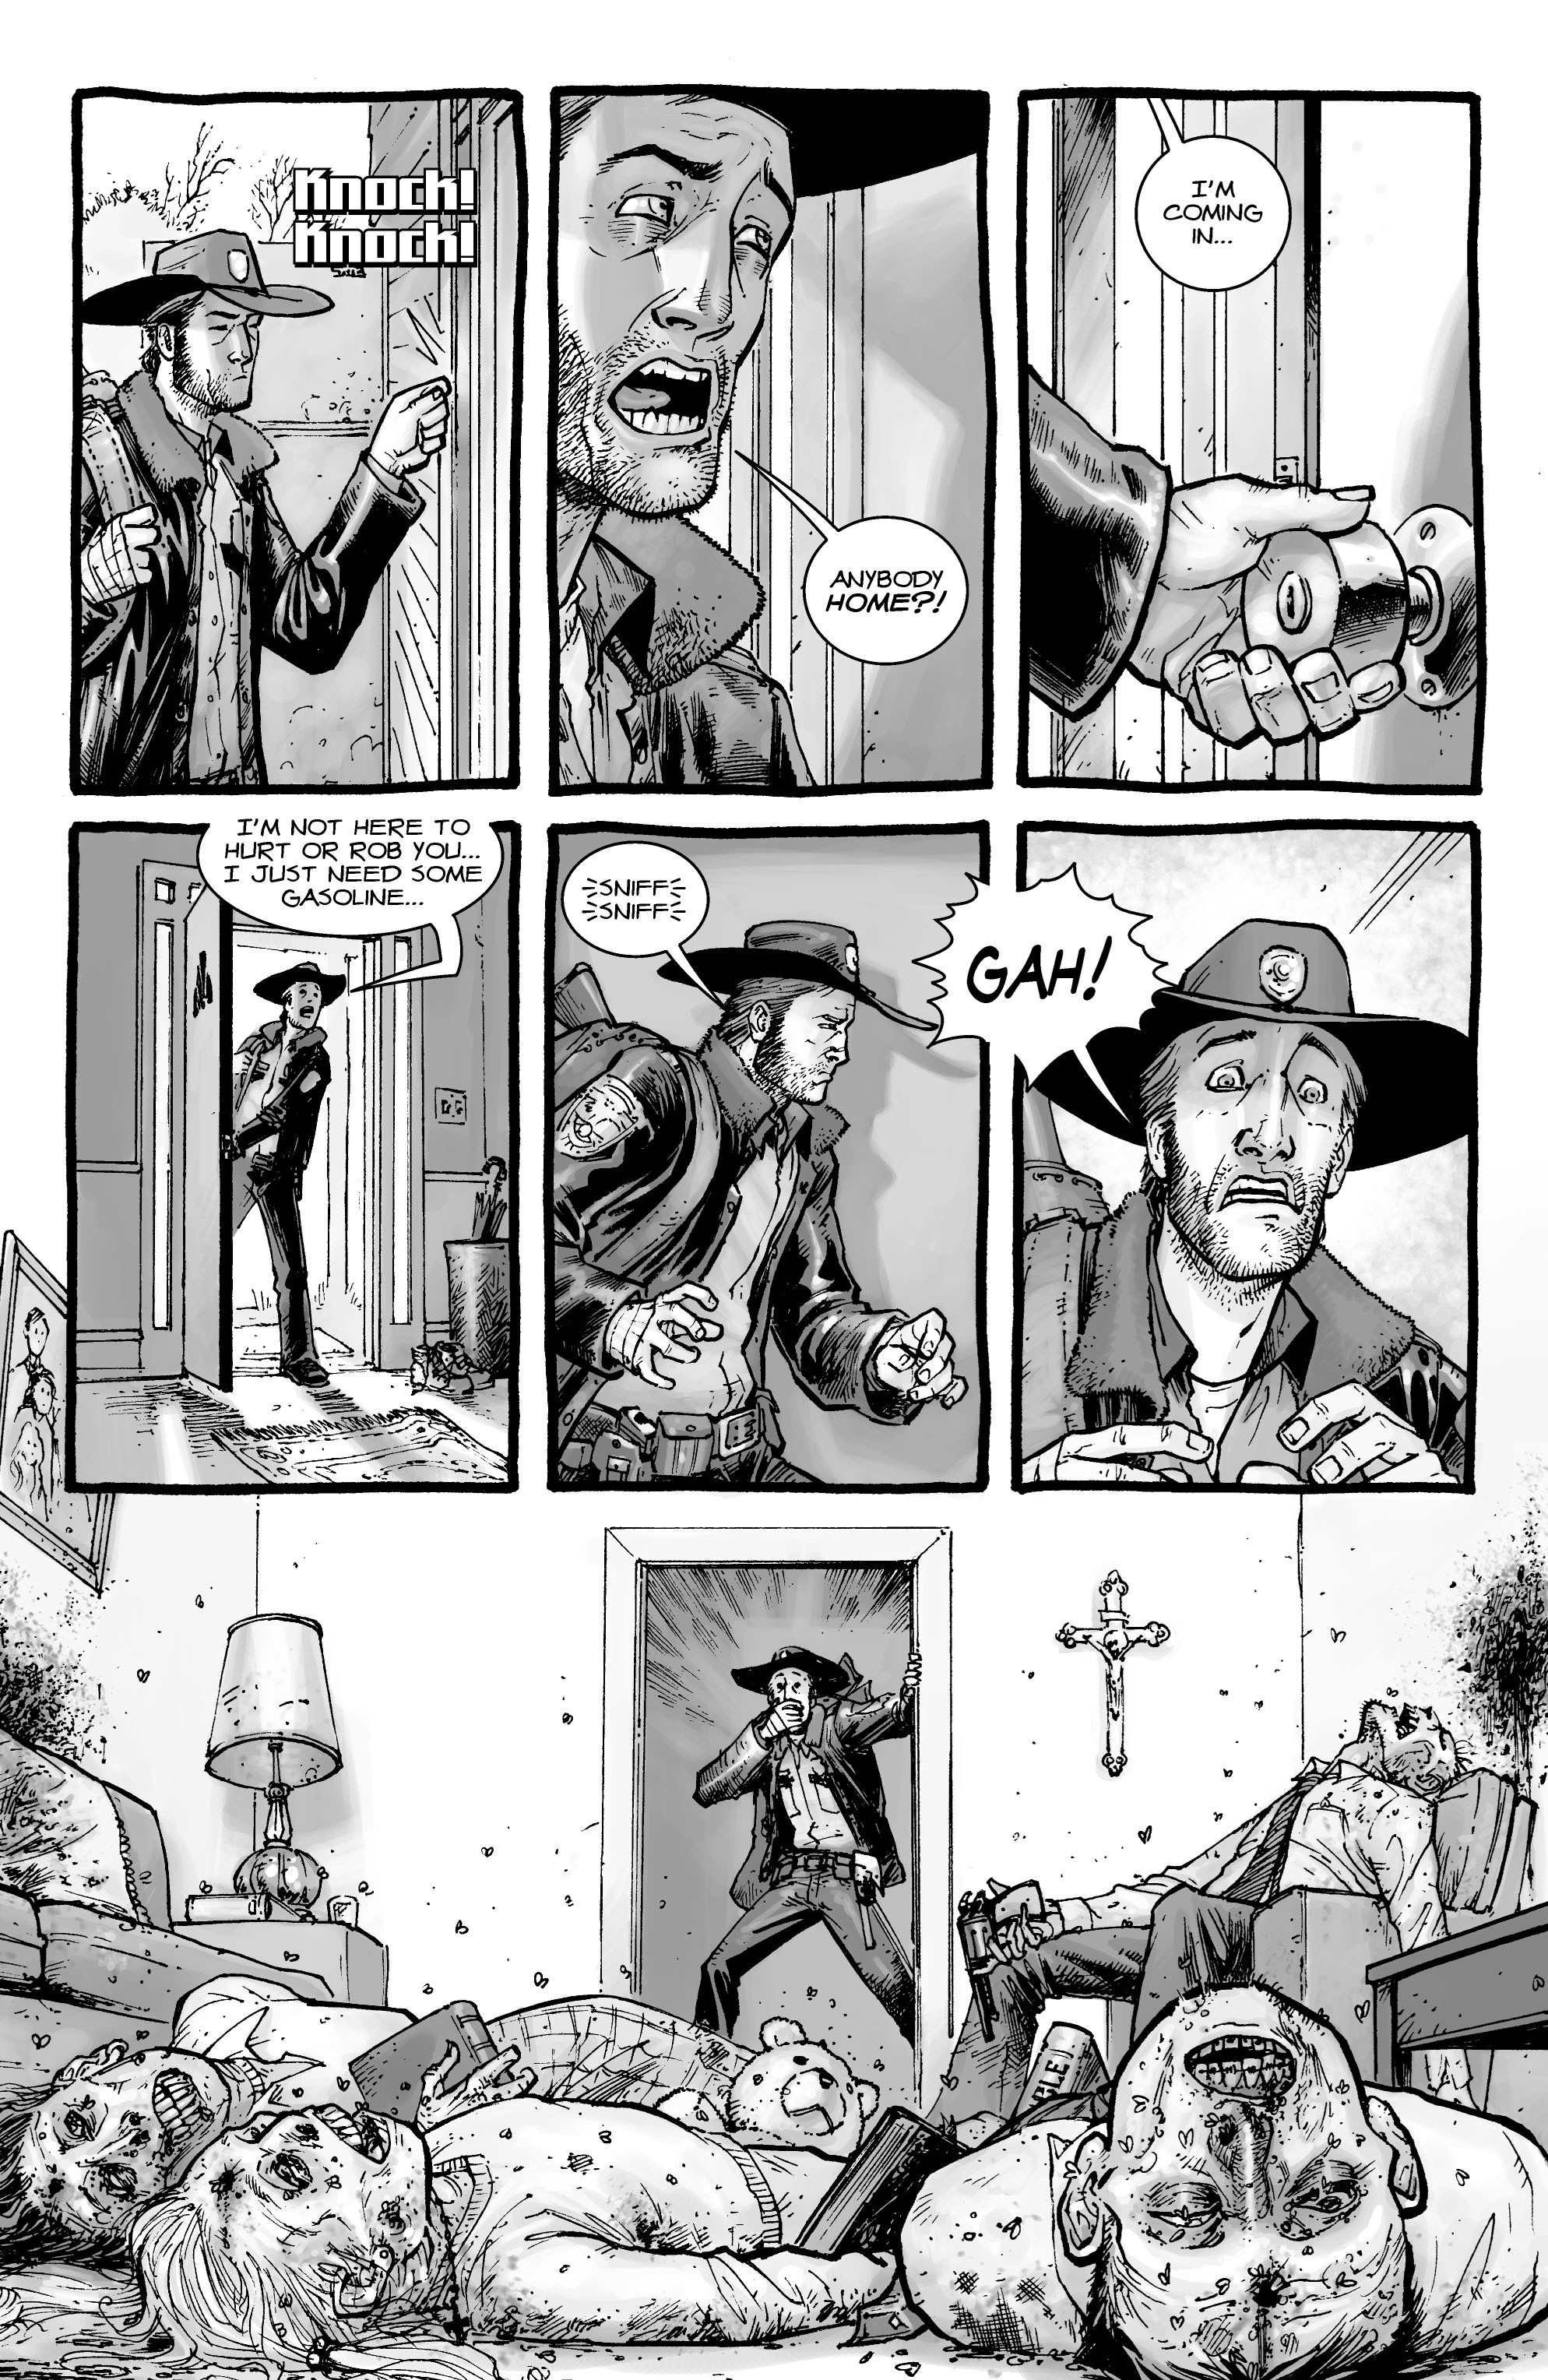 Knock!
Knock!
ANYBODY
HOME?!
I'M
COMING
IN...
I'M NOT HERE TO
HURT OR ROB YOU...
I JUST NEED SOME
GASOLINE...
SNIFF
SNIFF
GAH!